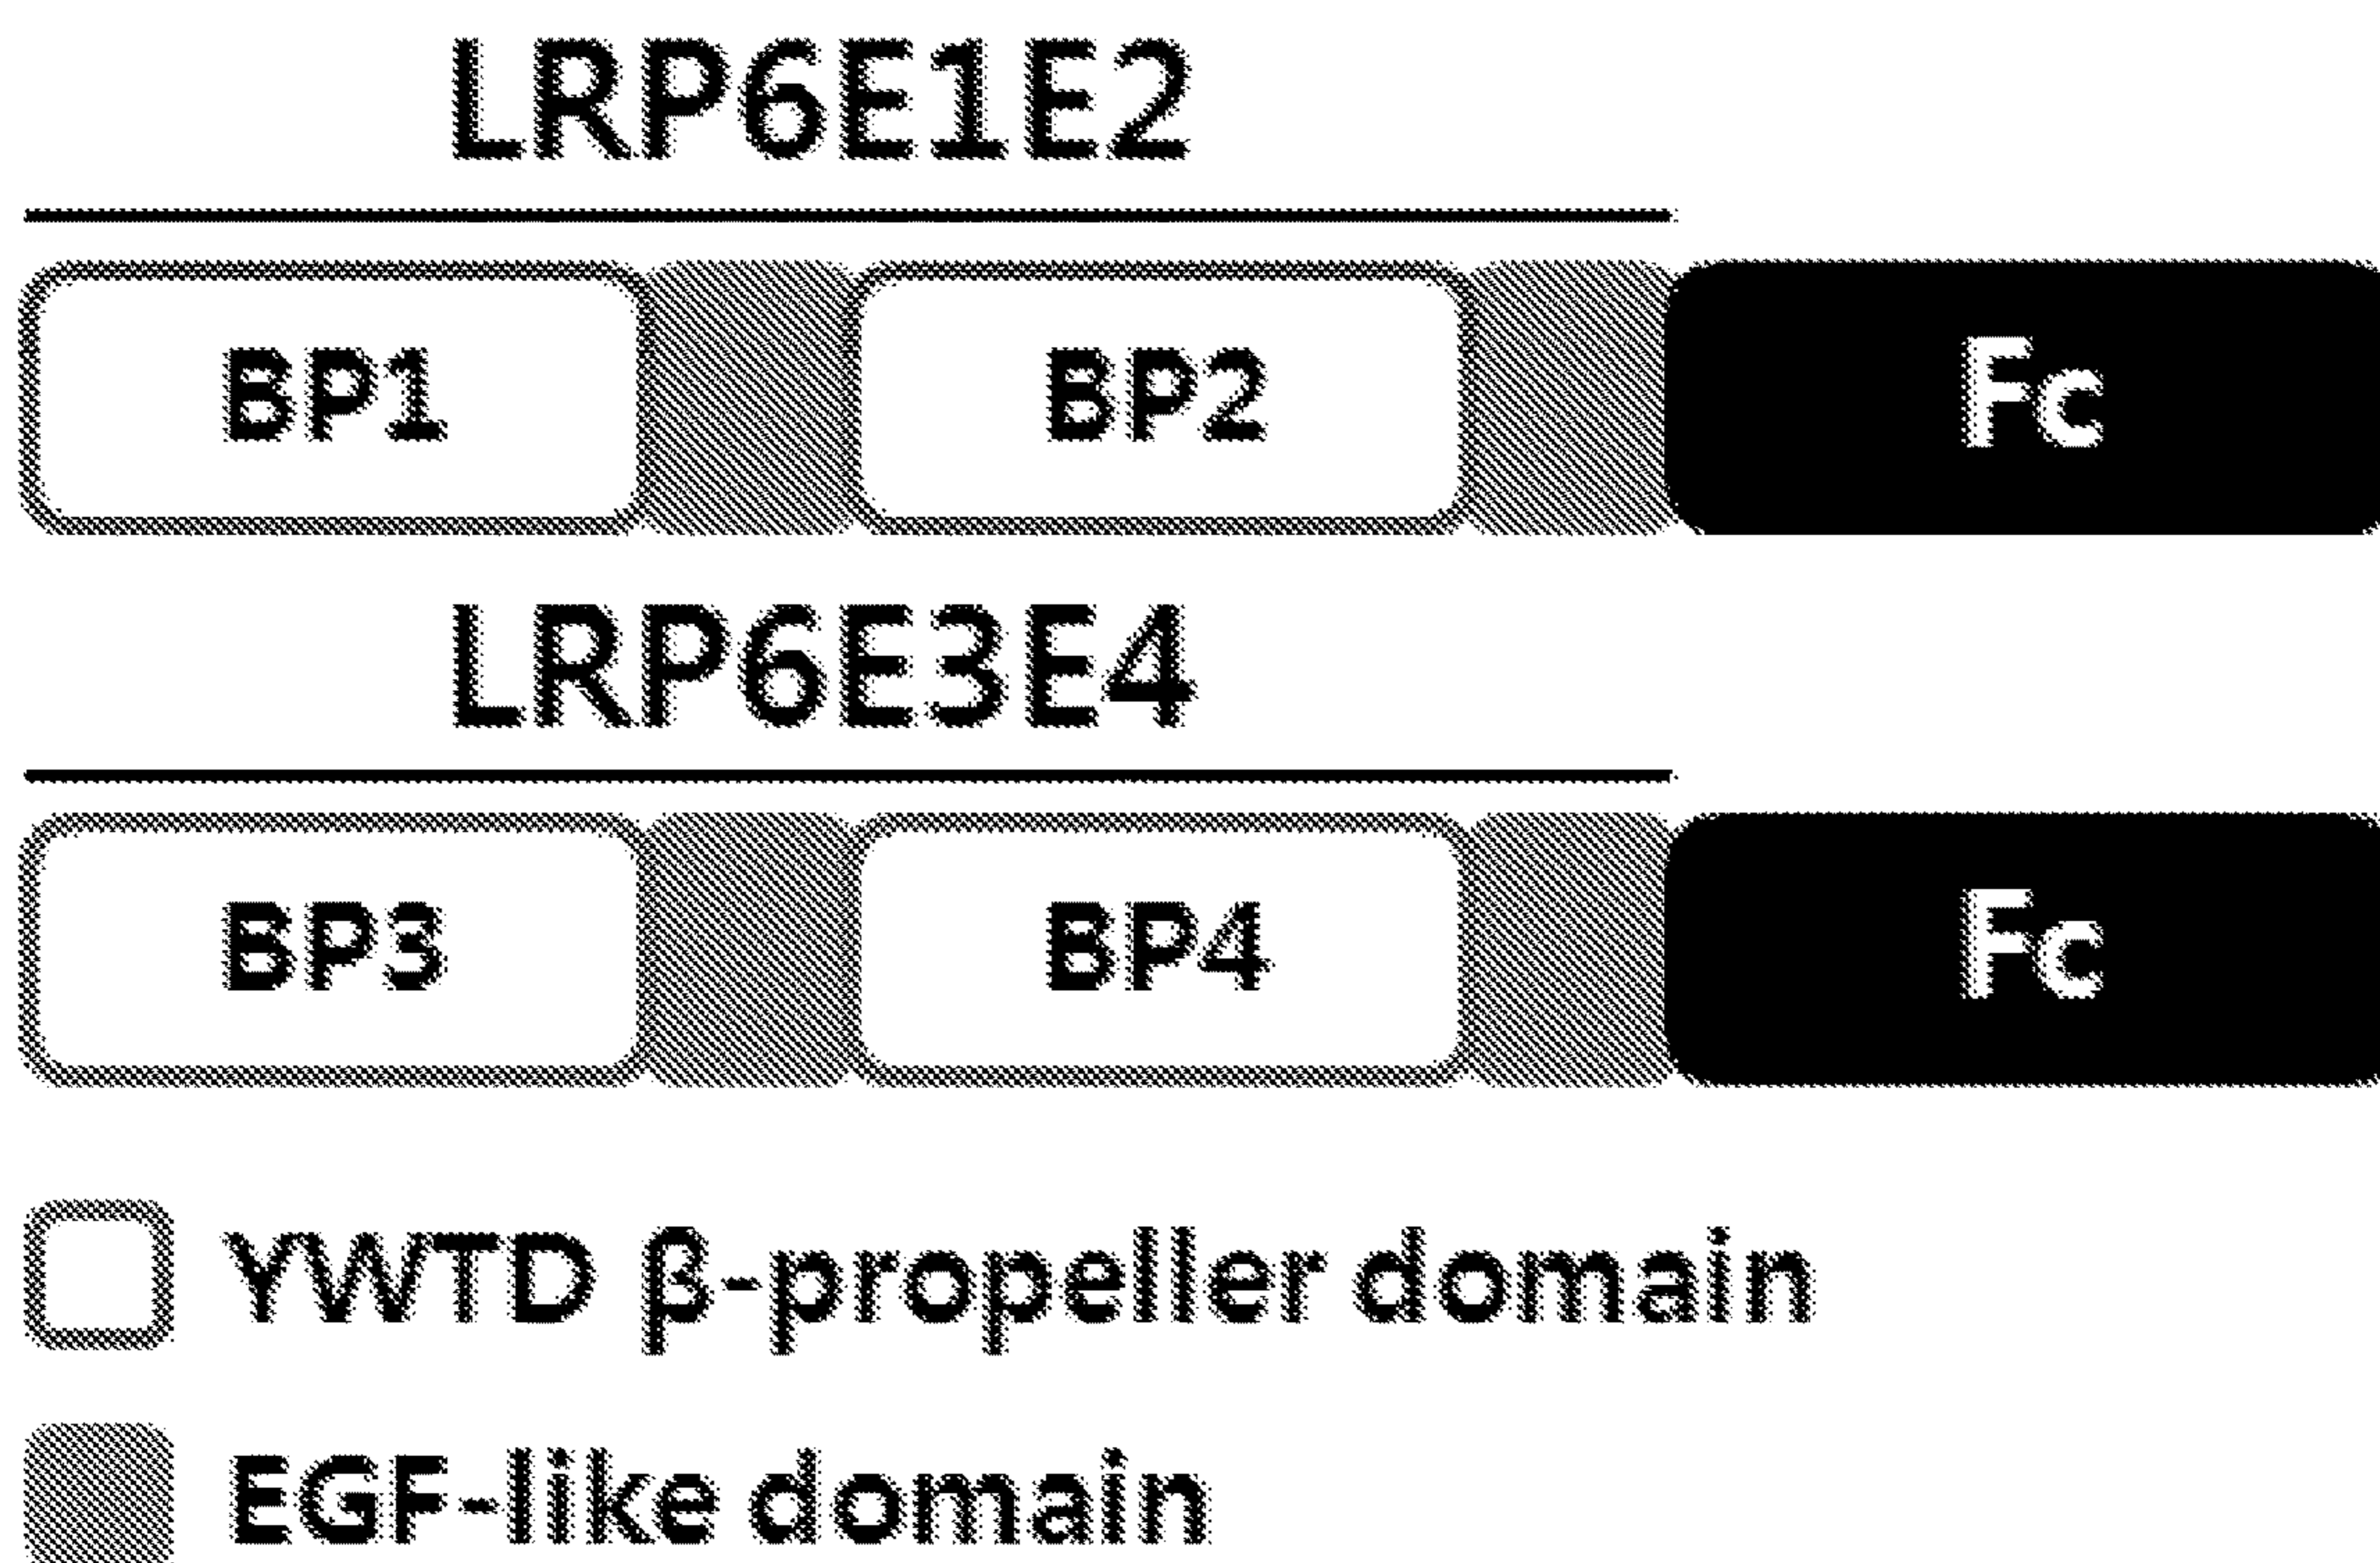 LRP6E1E2
BP1 BP2 Fc
LRP6E3E4
BP3 BP4 Fc
YWTD β-propeller domain
EGF-like domain